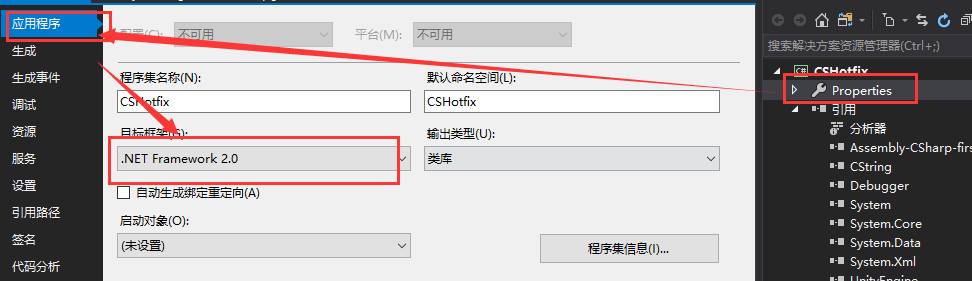 应用程序
生成
生成事件
调试
资源
服务
设置
引用路径
签名
代码分析
配置(C):
不可用
平台(M):
不可用
程序集名称(N):
默认命名空间(L):
CSHotfix
CSHotfix
目标框架(G):
输出类型(U):
.NET Framework 2.0
类库
自动生成绑定重定向(A)
启动对象(O):
(未设置)
程序集信息(I)...
搜索解决方案资源管理器(Ctrl+;)
C# CSHotfix
Properties
引用
分析器
Assembly-CSharp-firs
CString
Debugger
System
System.Core
System.Data
System.Xml
UnityEngine